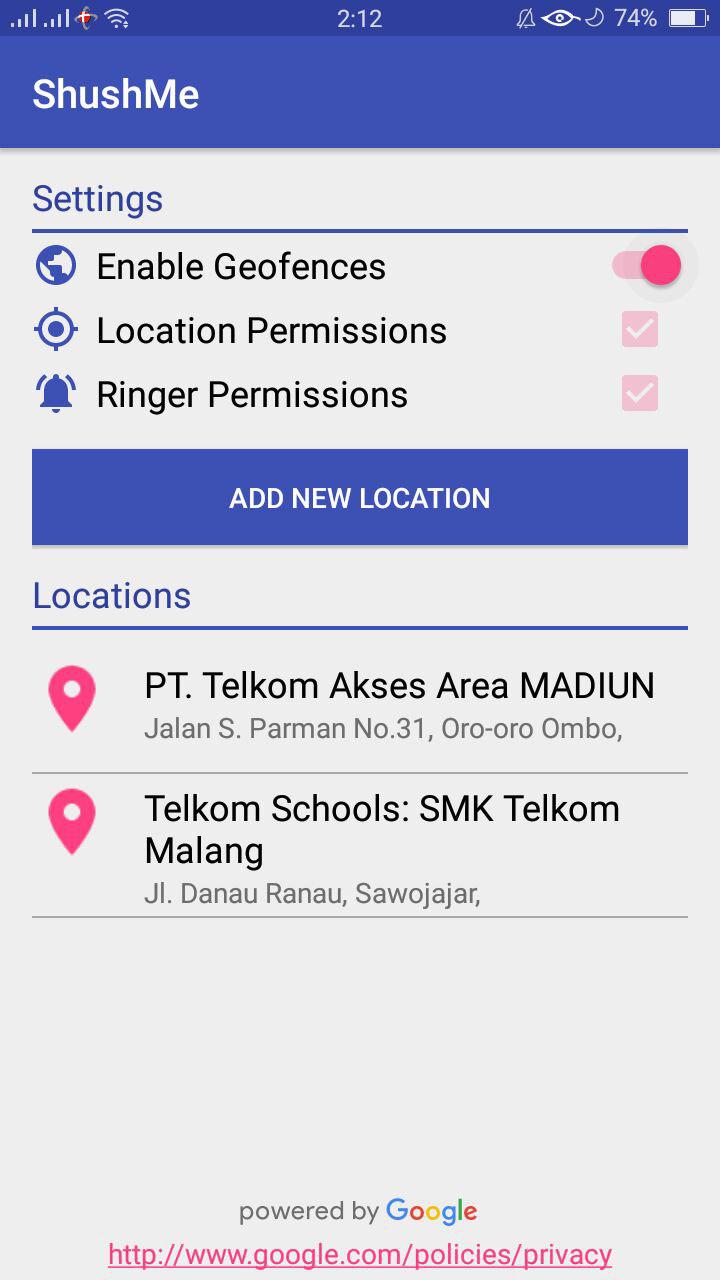 2:12 74%
ShushMe
Settings
Enable Geofences
Location Permissions
Ringer Permissions
ADD NEW LOCATION
Locations
PT. Telkom Akses Area MADIUN
Jalan S. Parman No.31, Oro-oro Ombo,
Telkom Schools: SMK Telkom
Malang
Jl. Danau Ranau, Sawojajar,
powered by Google
http://www.google.com/policies/privacy